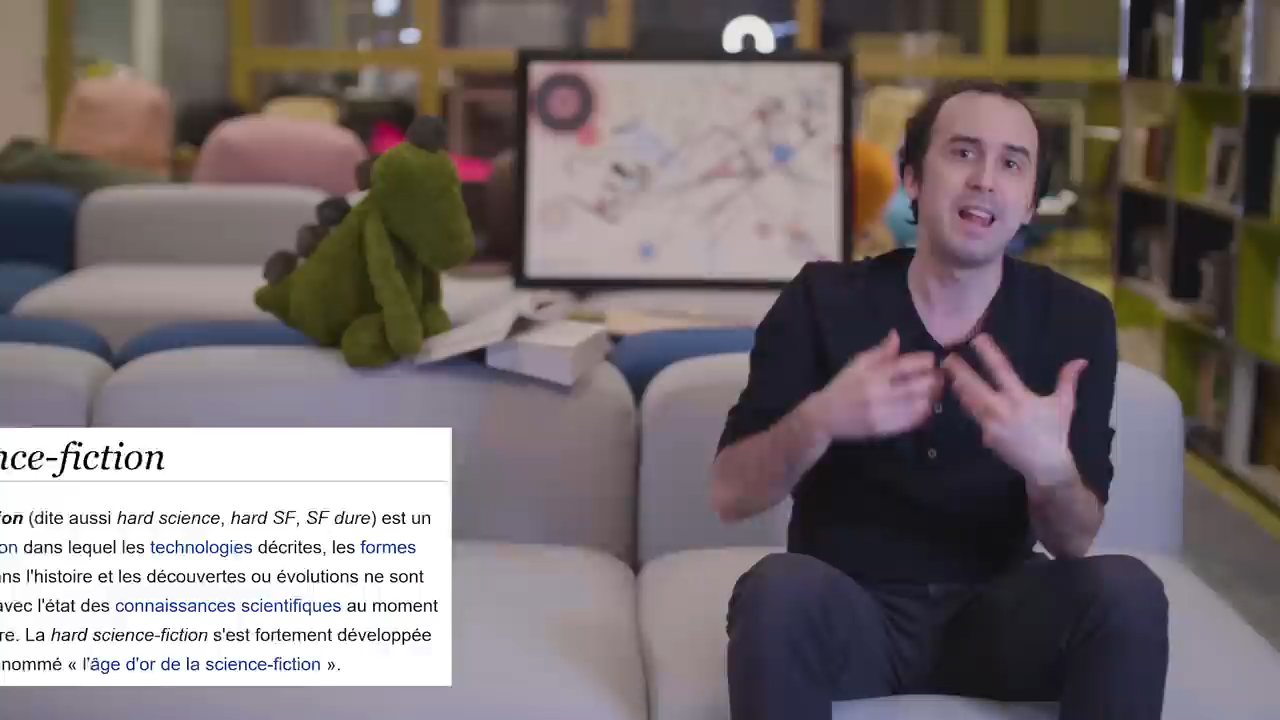 nce-fiction
ion (dite aussi hard science, hard SF, SF dure) est un
on dans lequel les technologies décrites, les formes
ns l'histoire et les découvertes ou évolutions ne sont
avec l'état des connaissances scientifiques au moment
re. La hard science-fiction s'est fortement développée
nommé « l'âge d'or de la science-fiction ».